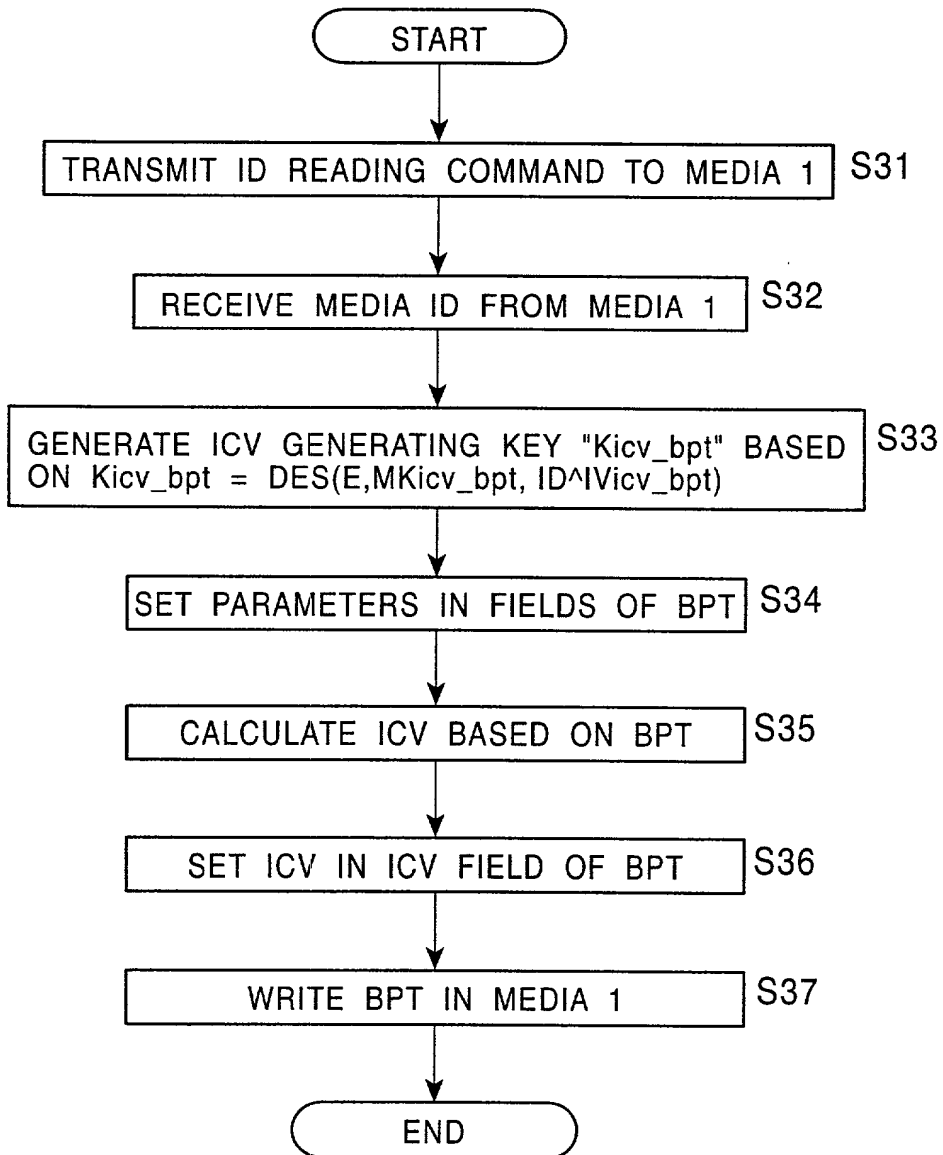 START
TRANSMIT ID READING COMMAND TO MEDIA 1 S31
RECEIVE MEDIA ID FROM MEDIA 1 S32
GENERATE ICV GENERATING KEY "Kicv_bpt" BASED S33
ON Kicv_bpt = DES(E,MKicv_bpt, ID^IVicv_bpt)
SET PARAMETERS IN FIELDS OF BPT S34
CALCULATE ICV BASED ON BPT S35
SET ICV IN ICV FIELD OF BPT S36
WRITE BPT IN MEDIA 1 S37
END